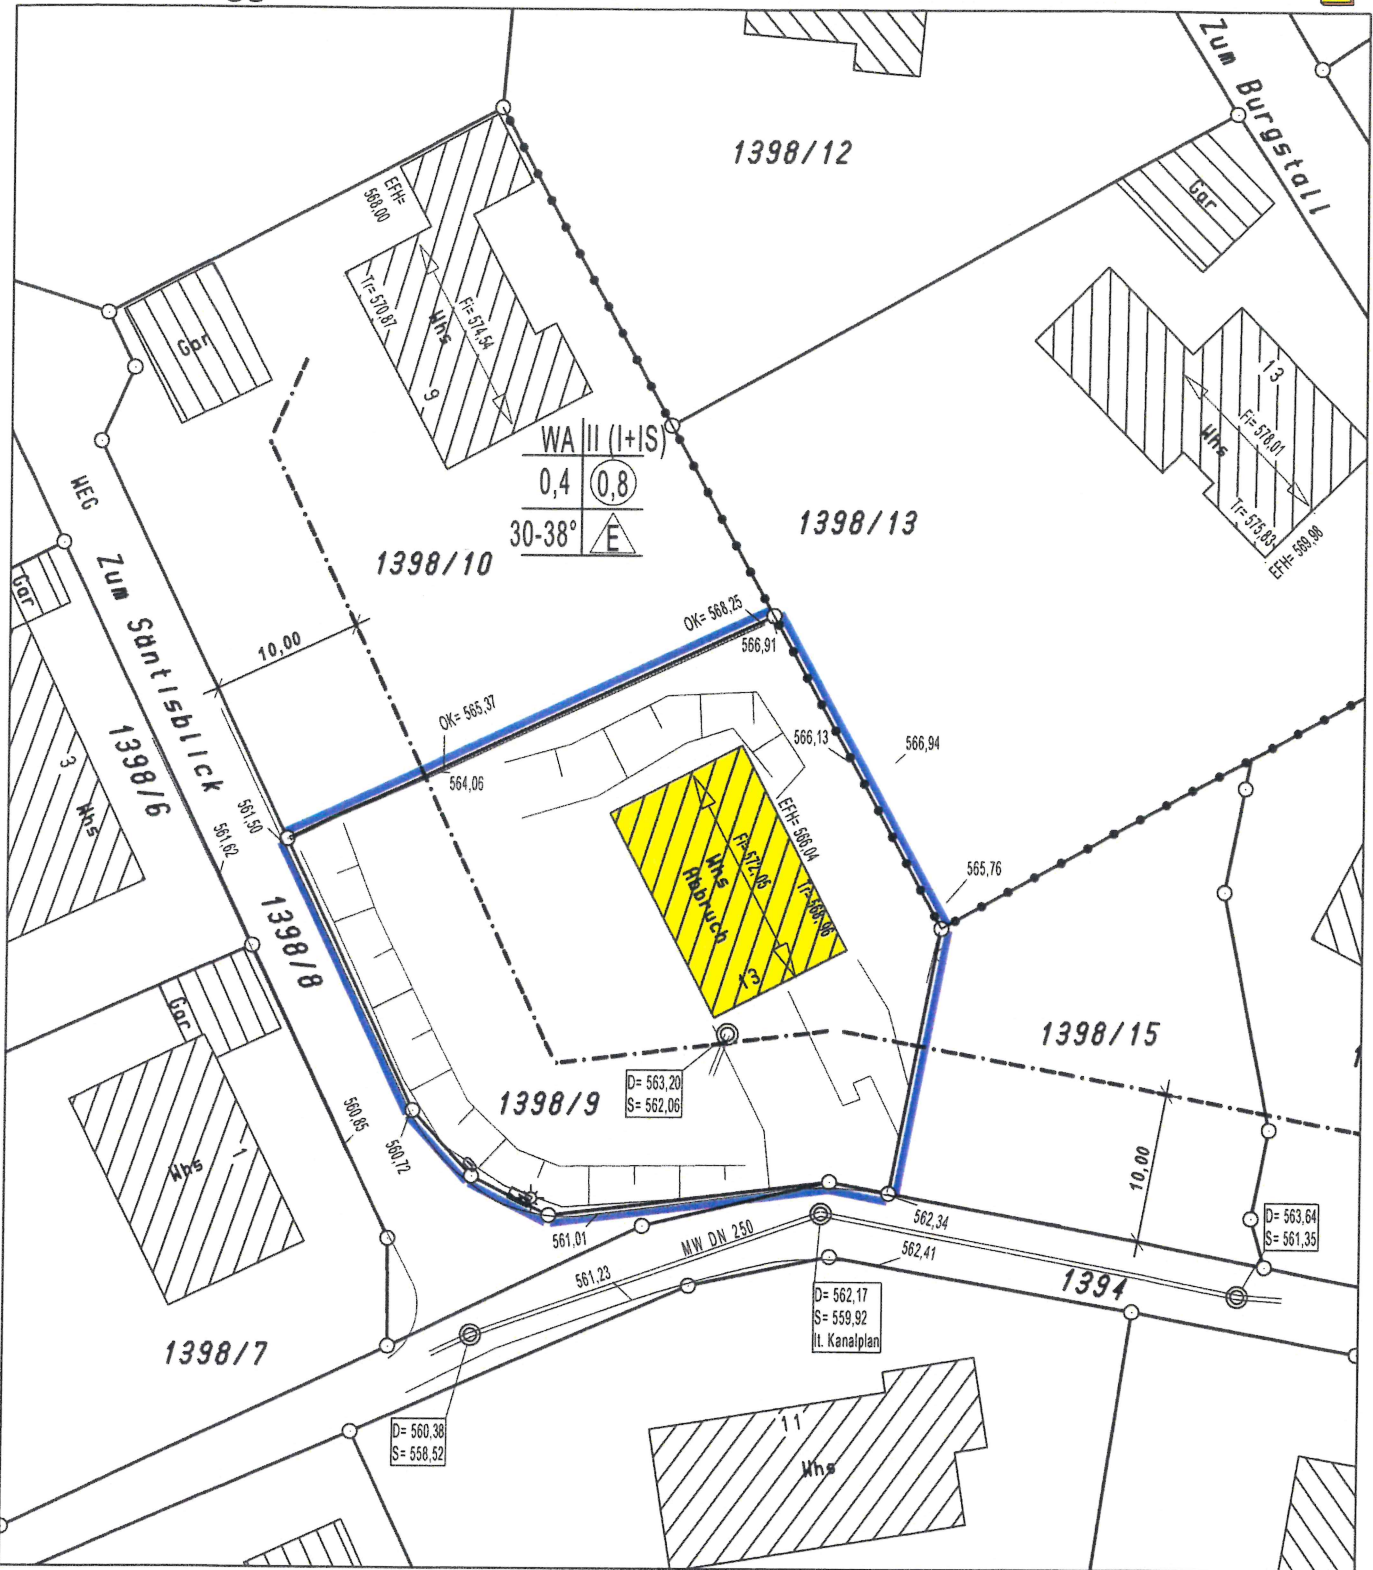 Zum Burgstall
1398/12
Gar
EFH=
568,00
Tr= 570,87
Fi= 574,54
Whs
9
Gar
13
Fi= 578,01
Whs
Tr= 575,83
EFH= 569,98
WA II (I+IS)
0,4 0,8
30-38° E
WEG
1398/13
1398/10
Zum Säntisblick
Gar
OK= 568,25
566,91
10,00
1398/6
3
Whs
OK= 565,37
564,06
566,13
566,94
561,50
561,62
EFH= 566,04
Fi= 572,05
Tr= 568,96
Whs
Abbruch
13
565,76
1398/8
Gar
1398/15
1398/9
D= 563,20
S= 562,06
560,85
560,72
Whs
1
10,00
561,01
MW DN 250
562,34
562,41
D= 563,64
S= 561,35
561,23
1394
D= 562,17
S= 559,92
lt. Kanalplan
1398/7
D= 560,38
S= 558,52
11
Whs